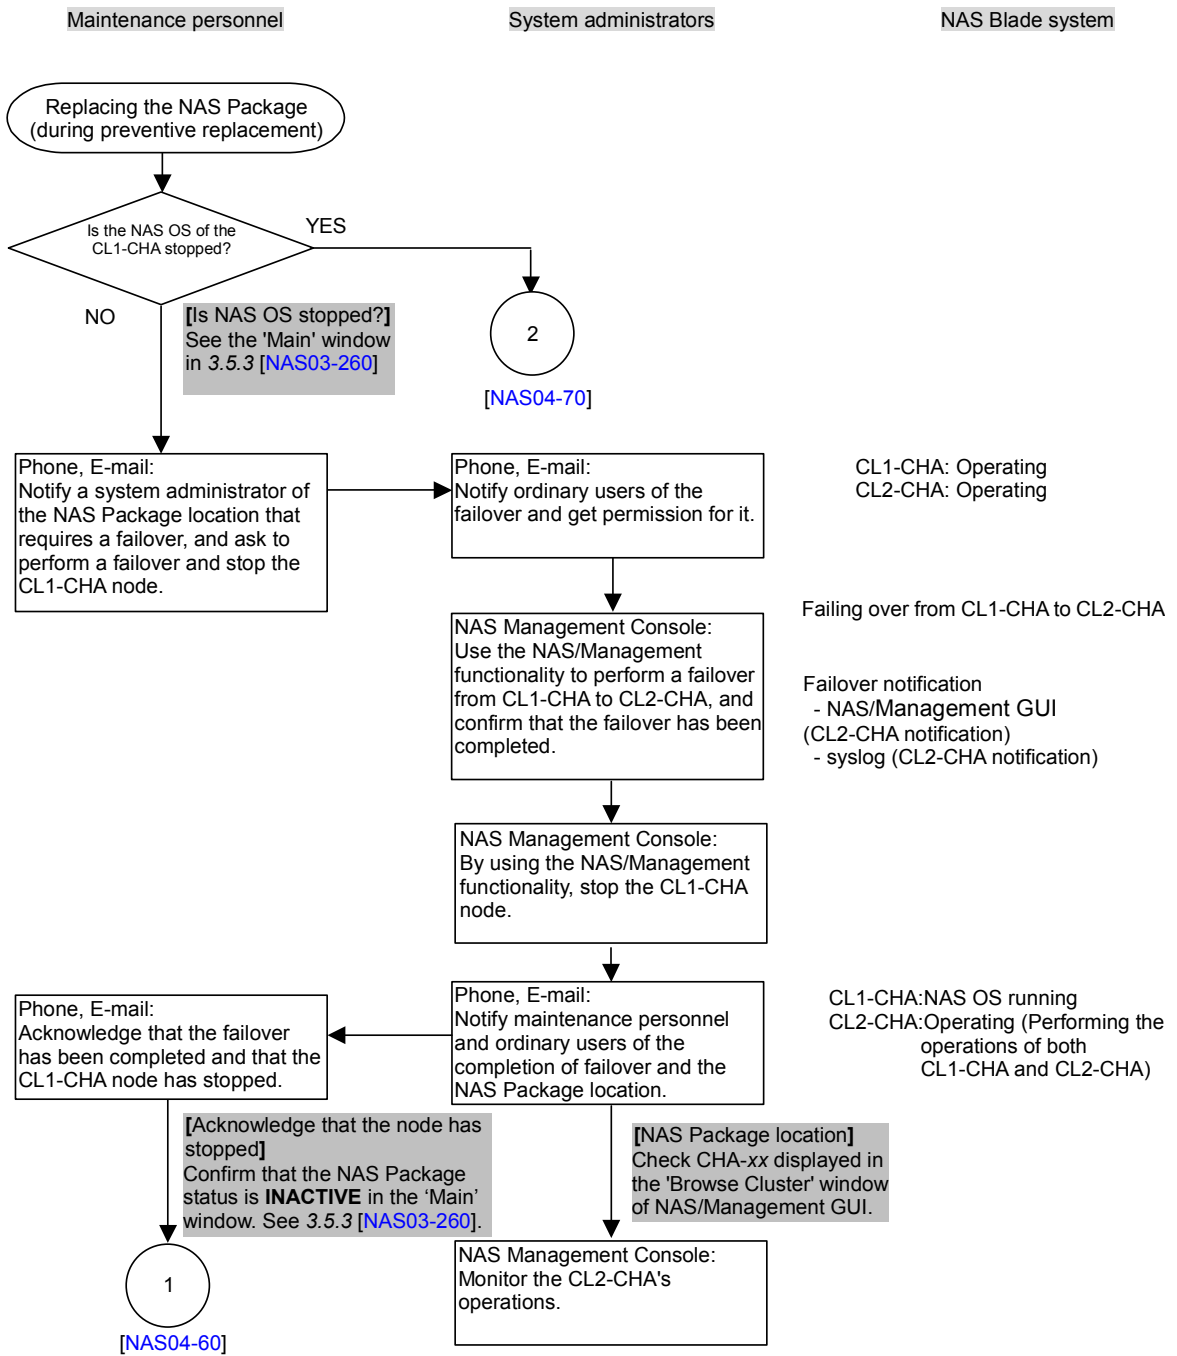 Maintenance personnel
System administrators
NAS Blade system
Replacing the NAS Package
(during preventive replacement)
Is the NAS OS of the
CL1-CHA stopped?
YES
NO
[Is NAS OS stopped?]
See the 'Main' window
in 3.5.3 [NAS03-260]
2
[NAS04-70]
Phone, E-mail:
Notify a system administrator of
the NAS Package location that
requires a failover, and ask to
perform a failover and stop the
CL1-CHA node.
Phone, E-mail:
Notify ordinary users of the
failover and get permission for it.
CL1-CHA: Operating
CL2-CHA: Operating
NAS Management Console:
Use the NAS/Management
functionality to perform a failover
from CL1-CHA to CL2-CHA, and
confirm that the failover has been
completed.
Failing over from CL1-CHA to CL2-CHA
Failover notification
- NAS/Management GUI
(CL2-CHA notification)
- syslog (CL2-CHA notification)
NAS Management Console:
By using the NAS/Management
functionality, stop the CL1-CHA
node.
Phone, E-mail:
Acknowledge that the failover
has been completed and that the
CL1-CHA node has stopped.
Phone, E-mail:
Notify maintenance personnel
and ordinary users of the
completion of failover and the
NAS Package location.
CL1-CHA:NAS OS running
CL2-CHA:Operating (Performing the
operations of both
CL1-CHA and CL2-CHA)
[Acknowledge that the node has
stopped]
Confirm that the NAS Package
status is INACTIVE in the ‘Main’
window. See 3.5.3 [NAS03-260].
[NAS Package location]
Check CHA-xx displayed in
the 'Browse Cluster' window
of NAS/Management GUI.
1
[NAS04-60]
NAS Management Console:
Monitor the CL2-CHA's
operations.